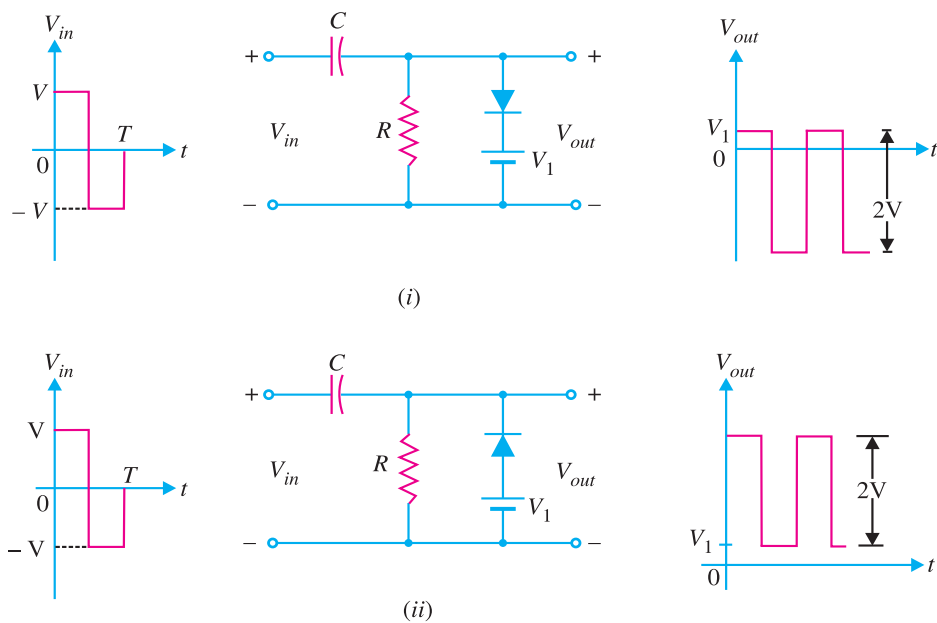 V_in
V
0
– V
T
t
C
+
+
V_in
R
V_out
V_1
–
–
V_out
V_1
0
t
2V
(i)
V_in
V
0
– V
T
t
C
+
+
V_in
R
V_out
V_1
–
–
V_out
V_1
0
t
2V
(ii)